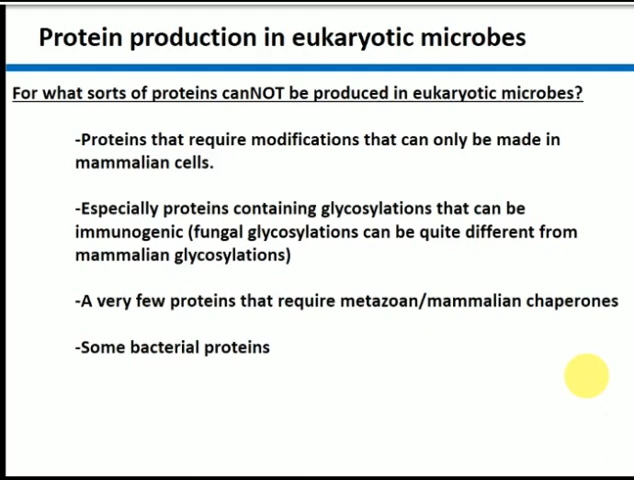 Protein production in eukaryotic microbes
For what sorts of proteins canNOT be produced in eukaryotic microbes?
-Proteins that require modifications that can only be made in
mammalian cells.
-Especially proteins containing glycosylations that can be
immunogenic (fungal glycosylations can be quite different from
mammalian glycosylations)
-A very few proteins that require metazoan/mammalian chaperones
-Some bacterial proteins